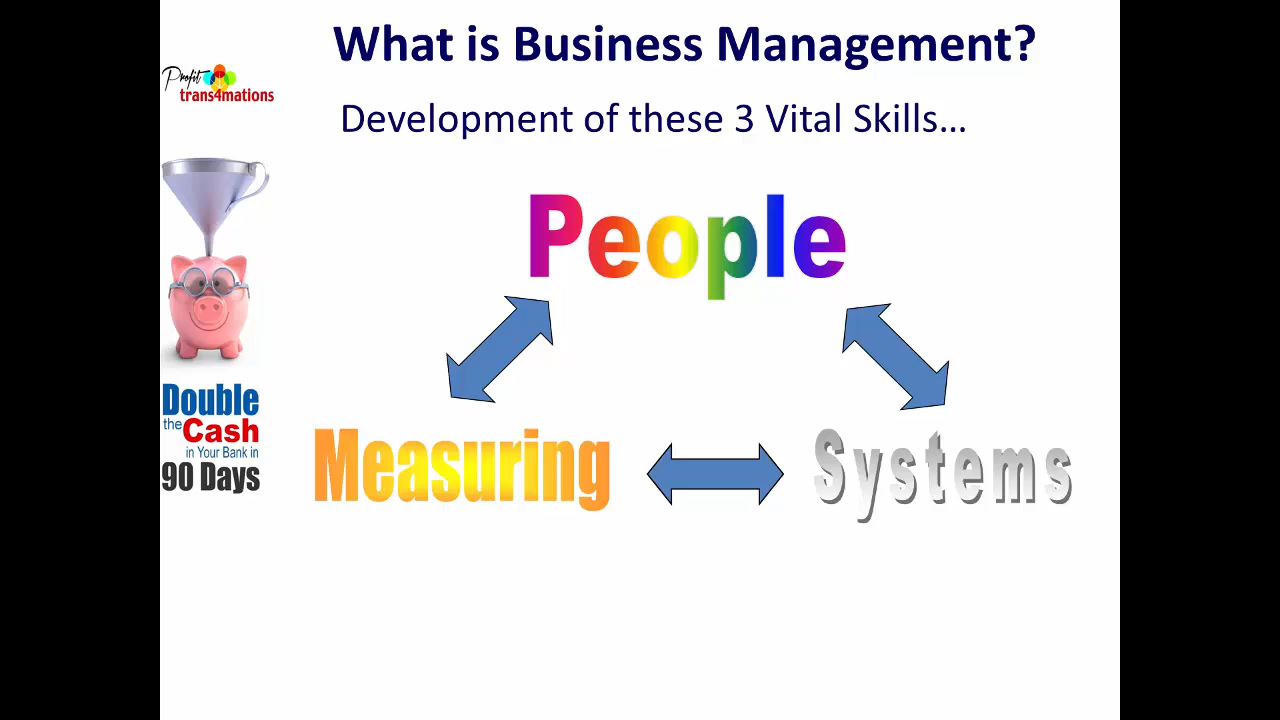 What is Business Management?
Profit
trans4mations
Development of these 3 Vital Skills...
People
Double
the Cash
in Your Bank in
90 Days
Measuring
Systems